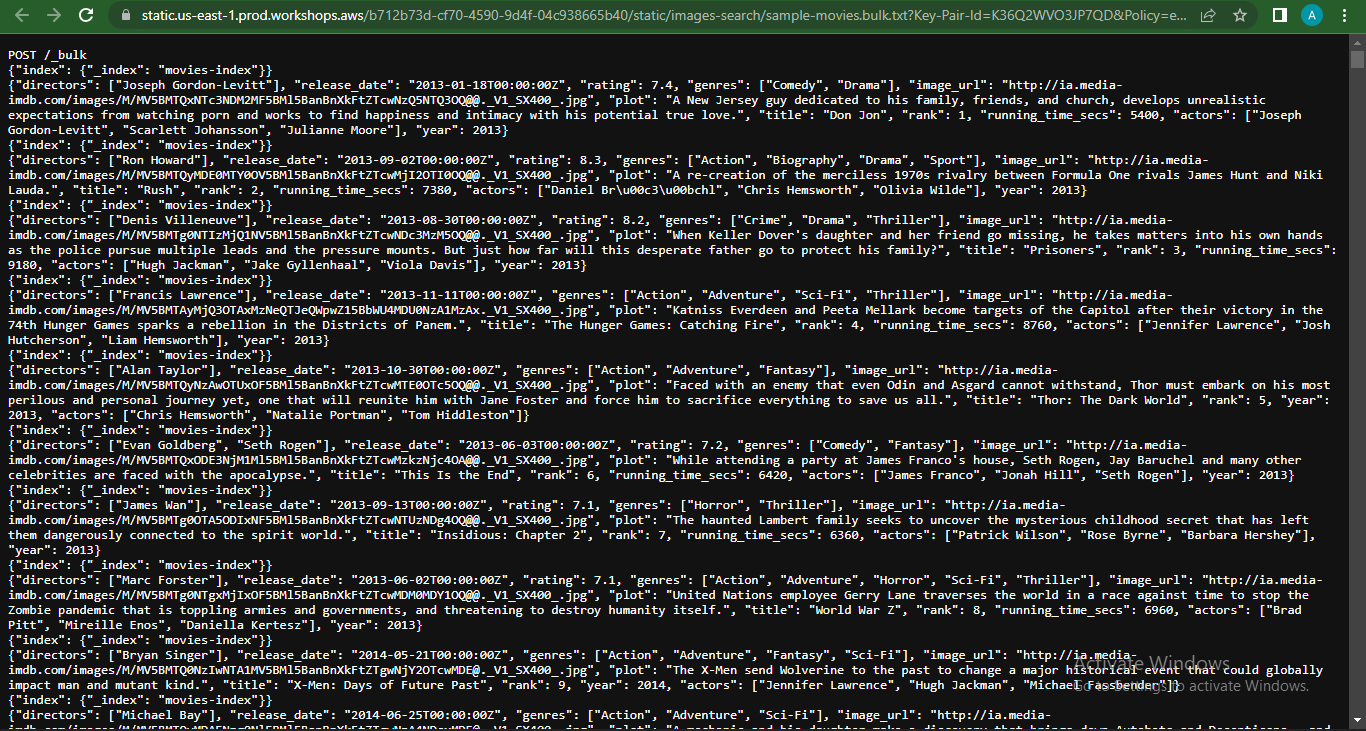 static.us-east-1.prod.workshops.aws/b712b73d-cf70-4590-9d4f-04c938665b40/static/images-search/sample-movies.bulk.txt?Key-Pair-Id=K36Q2WVO3JP7QD&Policy=e...
A
POST /_bulk
{"index": {"_index": "movies-index"}}
{"directors": ["Joseph Gordon-Levitt"], "release_date": "2013-01-18T00:00:00Z", "rating": 7.4, "genres": ["Comedy", "Drama"], "image_url": "http://ia.media-
imdb.com/images/M/MV5BMTQxNTc3NDM2MF5BMl5BanBnXkFtZTcwNzQ5NTQ3OQ@@._V1_SX400_.jpg", "plot": "A New Jersey guy dedicated to his family, friends, and church, develops unrealistic
expectations from watching porn and works to find happiness and intimacy with his potential true love.", "title": "Don Jon", "rank": 1, "running_time_secs": 5400, "actors": ["Joseph
Gordon-Levitt", "Scarlett Johansson", "Julianne Moore"], "year": 2013}
{"index": {"_index": "movies-index"}}
{"directors": ["Ron Howard"], "release_date": "2013-09-02T00:00:00Z", "rating": 8.3, "genres": ["Action", "Biography", "Drama", "Sport"], "image_url": "http://ia.media-
imdb.com/images/M/MV5BMTQyMDE0MTY0OV5BMl5BanBnXkFtZTcwMjI2OTI0OQ@@._V1_SX400_.jpg", "plot": "A re-creation of the merciless 1970s rivalry between Formula One rivals James Hunt and Niki
Lauda.", "title": "Rush", "rank": 2, "running_time_secs": 7380, "actors": ["Daniel Br\u00c3\u00bchl", "Chris Hemsworth", "Olivia Wilde"], "year": 2013}
{"index": {"_index": "movies-index"}}
{"directors": ["Denis Villeneuve"], "release_date": "2013-08-30T00:00:00Z", "rating": 8.2, "genres": ["Crime", "Drama", "Thriller"], "image_url": "http://ia.media-
imdb.com/images/M/MV5BMTg0NTIzMjQ1NV5BMl5BanBnXkFtZTcwNDc3MzM5OQ@@._V1_SX400_.jpg", "plot": "When Keller Dover's daughter and her friend go missing, he takes matters into his own hands
as the police pursue multiple leads and the pressure mounts. But just how far will this desperate father go to protect his family?", "title": "Prisoners", "rank": 3, "running_time_secs":
9180, "actors": ["Hugh Jackman", "Jake Gyllenhaal", "Viola Davis"], "year": 2013}
{"index": {"_index": "movies-index"}}
{"directors": ["Francis Lawrence"], "release_date": "2013-11-11T00:00:00Z", "genres": ["Action", "Adventure", "Sci-Fi", "Thriller"], "image_url": "http://ia.media-
imdb.com/images/M/MV5BMTAyMjQ3OTAxMzNeQTJeQWpwZ15BbWU4MDU0NzA1MzAx._V1_SX400_.jpg", "plot": "Katniss Everdeen and Peeta Mellark become targets of the Capitol after their victory in the
74th Hunger Games sparks a rebellion in the Districts of Panem.", "title": "The Hunger Games: Catching Fire", "rank": 4, "running_time_secs": 8760, "actors": ["Jennifer Lawrence", "Josh
Hutcherson", "Liam Hemsworth"], "year": 2013}
{"index": {"_index": "movies-index"}}
{"directors": ["Alan Taylor"], "release_date": "2013-10-30T00:00:00Z", "genres": ["Action", "Adventure", "Fantasy"], "image_url": "http://ia.media-
imdb.com/images/M/MV5BMTQyNzAwOTUxOF5BMl5BanBnXkFtZTcwMTE0OTc5OQ@@._V1_SX400_.jpg", "plot": "Faced with an enemy that even Odin and Asgard cannot withstand, Thor must embark on his most
perilous and personal journey yet, one that will reunite him with Jane Foster and force him to sacrifice everything to save us all.", "title": "Thor: The Dark World", "rank": 5, "year":
2013, "actors": ["Chris Hemsworth", "Natalie Portman", "Tom Hiddleston"]}
{"index": {"_index": "movies-index"}}
{"directors": ["Evan Goldberg", "Seth Rogen"], "release_date": "2013-06-03T00:00:00Z", "rating": 7.2, "genres": ["Comedy", "Fantasy"], "image_url": "http://ia.media-
imdb.com/images/M/MV5BMTQxODE3NjM1Ml5BMl5BanBnXkFtZTcwMzkzNjc4OA@@._V1_SX400_.jpg", "plot": "While attending a party at James Franco's house, Seth Rogen, Jay Baruchel and many other
celebrities are faced with the apocalypse.", "title": "This Is the End", "rank": 6, "running_time_secs": 6420, "actors": ["James Franco", "Jonah Hill", "Seth Rogen"], "year": 2013}
{"index": {"_index": "movies-index"}}
{"directors": ["James Wan"], "release_date": "2013-09-13T00:00:00Z", "rating": 7.1, "genres": ["Horror", "Thriller"], "image_url": "http://ia.media-
imdb.com/images/M/MV5BMTg0OTA5ODIxNF5BMl5BanBnXkFtZTcwNTUzNDg4OQ@@._V1_SX400_.jpg", "plot": "The haunted Lambert family seeks to uncover the mysterious childhood secret that has left
them dangerously connected to the spirit world.", "title": "Insidious: Chapter 2", "rank": 7, "running_time_secs": 6360, "actors": ["Patrick Wilson", "Rose Byrne", "Barbara Hershey"],
"year": 2013}
{"index": {"_index": "movies-index"}}
{"directors": ["Marc Forster"], "release_date": "2013-06-02T00:00:00Z", "rating": 7.1, "genres": ["Action", "Adventure", "Horror", "Sci-Fi", "Thriller"], "image_url": "http://ia.media-
imdb.com/images/M/MV5BMTg0NTgxMjIxOF5BMl5BanBnXkFtZTcwMDM0MDY1OQ@@._V1_SX400_.jpg", "plot": "United Nations employee Gerry Lane traverses the world in a race against time to stop the
Zombie pandemic that is toppling armies and governments, and threatening to destroy humanity itself.", "title": "World War Z", "rank": 8, "running_time_secs": 6960, "actors": ["Brad
Pitt", "Mireille Enos", "Daniella Kertesz"], "year": 2013}
{"index": {"_index": "movies-index"}}
{"directors": ["Bryan Singer"], "release_date": "2014-05-21T00:00:00Z", "genres": ["Action", "Adventure", "Fantasy", "Sci-Fi"], "image_url": "http://ia.media-
imdb.com/images/M/MV5BMTQ0NzIwNTA1MV5BMl5BanBnXkFtZTgwNjY2OTcwMDE@._V1_SX400_.jpg", "plot": "The X-Men send Wolverine to the past to change a major historical event that could globally
impact man and mutant kind.", "title": "X-Men: Days of Future Past", "rank": 9, "year": 2014, "actors": ["Jennifer Lawrence", "Hugh Jackman", "Michael Fassbender"]}
Activate Windows
Go to Settings to activate Windows.
{"index": {"_index": "movies-index"}}
{"directors": ["Michael Bay"], "release_date": "2014-06-25T00:00:00Z", "genres": ["Action", "Adventure", "Sci-Fi"], "image_url": "http://ia.media-